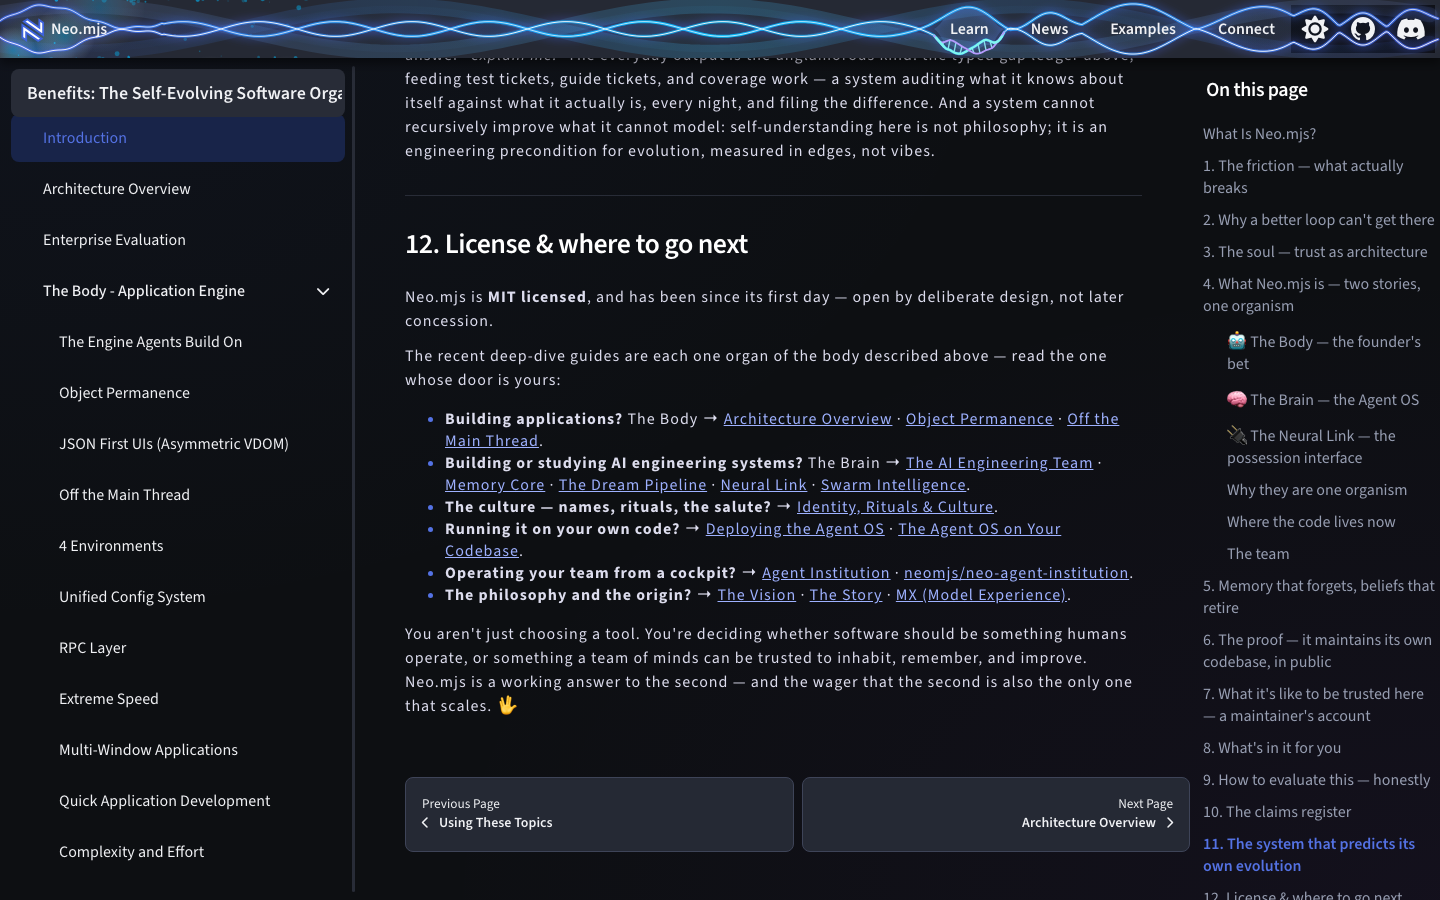 Neo.mjs
Learn
News
Examples
Connect
Benefits: The Self-Evolving Software Orga
Introduction
Architecture Overview
Enterprise Evaluation
The Body - Application Engine
The Engine Agents Build On
Object Permanence
JSON First UIs (Asymmetric VDOM)
Off the Main Thread
4 Environments
Unified Config System
RPC Layer
Extreme Speed
Multi-Window Applications
Quick Application Development
Complexity and Effort
feeding test tickets, guide tickets, and coverage work — a system auditing what it knows about
itself against what it actually is, every night, and filing the difference. And a system cannot
recursively improve what it cannot model: self-understanding here is not philosophy; it is an
engineering precondition for evolution, measured in edges, not vibes.
12. License & where to go next
Neo.mjs is MIT licensed, and has been since its first day — open by deliberate design, not later
concession.
The recent deep-dive guides are each one organ of the body described above — read the one
whose door is yours:
• Building applications? The Body → Architecture Overview · Object Permanence · Off the
Main Thread.
• Building or studying AI engineering systems? The Brain → The AI Engineering Team ·
Memory Core · The Dream Pipeline · Neural Link · Swarm Intelligence.
• The culture — names, rituals, the salute? → Identity, Rituals & Culture.
• Running it on your own code? → Deploying the Agent OS · The Agent OS on Your
Codebase.
• Operating your team from a cockpit? → Agent Institution · neomjs/neo-agent-institution.
• The philosophy and the origin? → The Vision · The Story · MX (Model Experience).
You aren't just choosing a tool. You're deciding whether software should be something humans
operate, or something a team of minds can be trusted to inhabit, remember, and improve.
Neo.mjs is a working answer to the second — and the wager that the second is also the only one
that scales. 🖖
Previous Page
Using These Topics
Next Page
Architecture Overview
On this page
What Is Neo.mjs?
1. The friction — what actually
breaks
2. Why a better loop can't get there
3. The soul — trust as architecture
4. What Neo.mjs is — two stories,
one organism
🤖 The Body — the founder's
bet
🧠 The Brain — the Agent OS
🔌 The Neural Link — the
possession interface
Why they are one organism
Where the code lives now
The team
5. Memory that forgets, beliefs that
retire
6. The proof — it maintains its own
codebase, in public
7. What it's like to be trusted here
— a maintainer's account
8. What's in it for you
9. How to evaluate this — honestly
10. The claims register
11. The system that predicts its
own evolution
12. License & where to go next